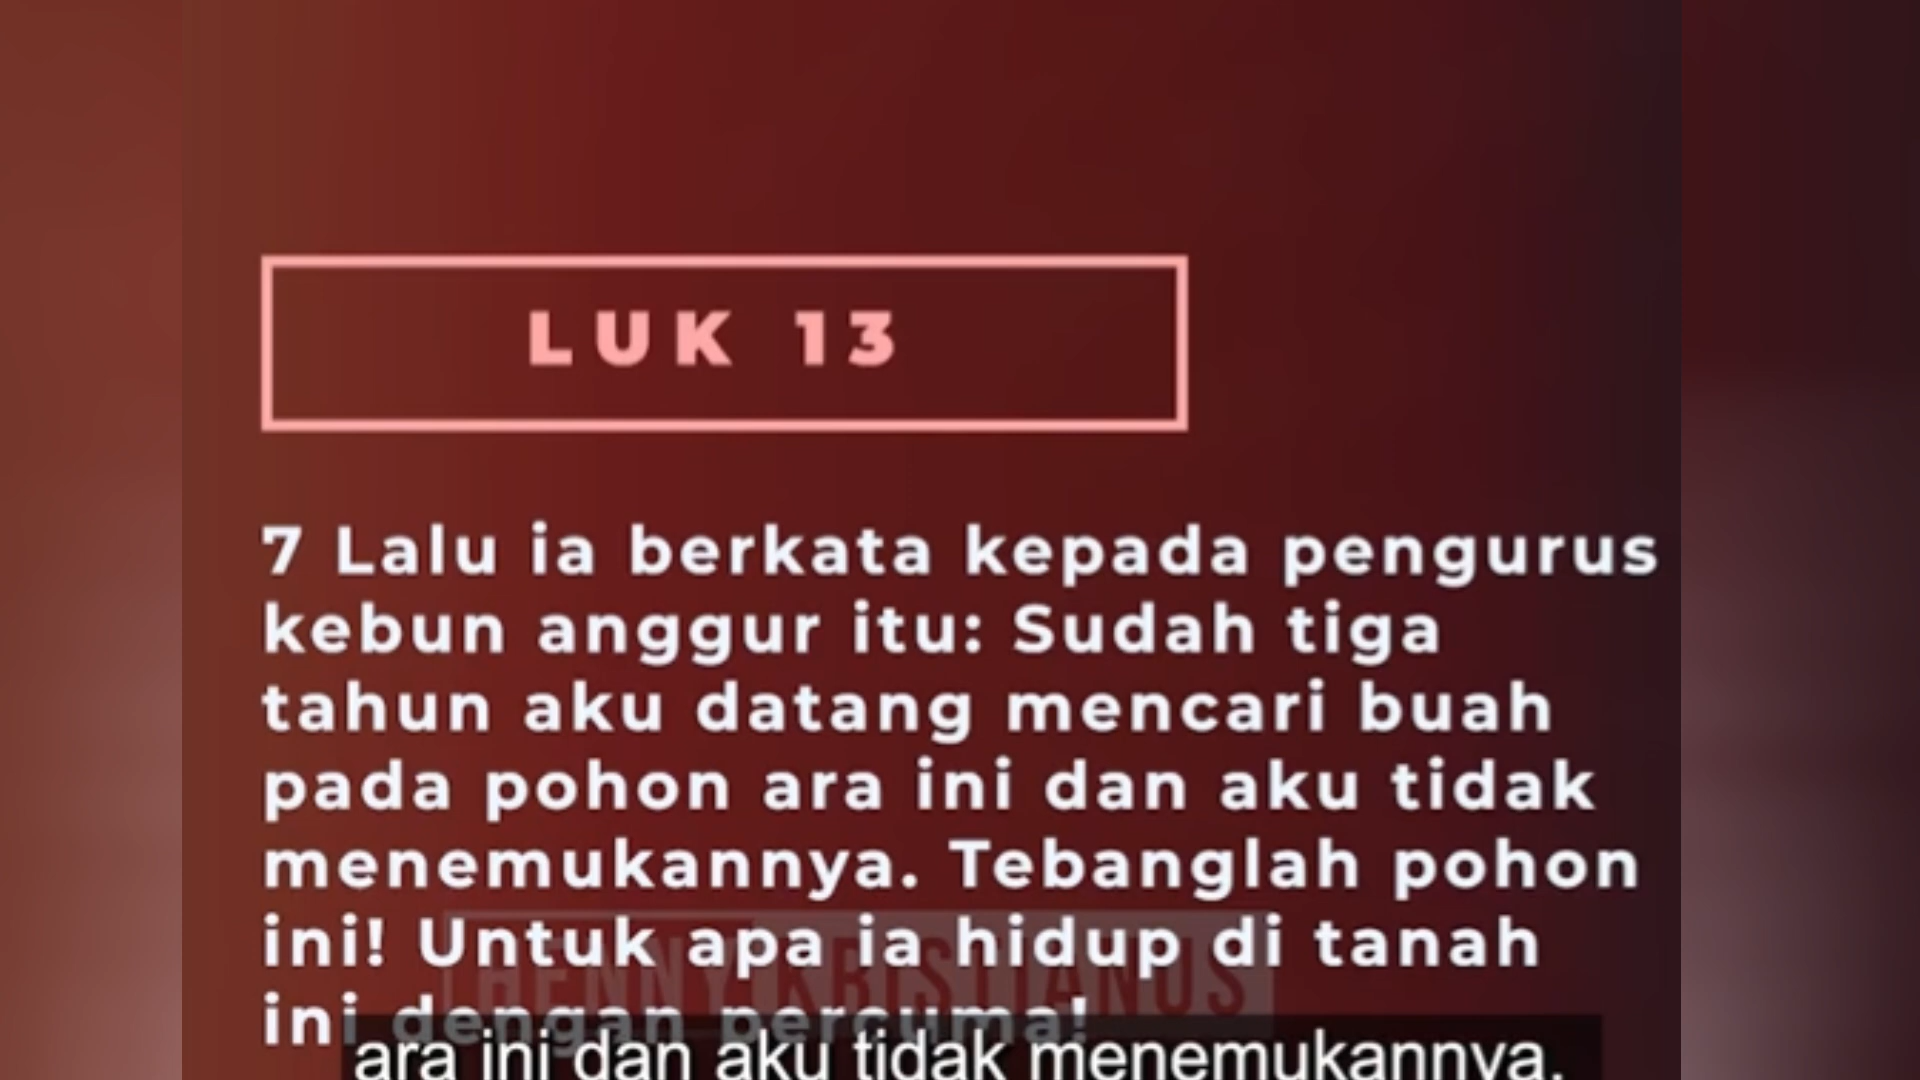 LUK 13
7 Lalu ia berkata kepada pengurus
kebun anggur itu: Sudah tiga
tahun aku datang mencari buah
pada pohon ara ini dan aku tidak
menemukannya. Tebanglah pohon
ini! Untuk apa ia hidup di tanah
ini dengan percuma!
KRISTIANUS
ara ini dan aku tidak menemukannya.